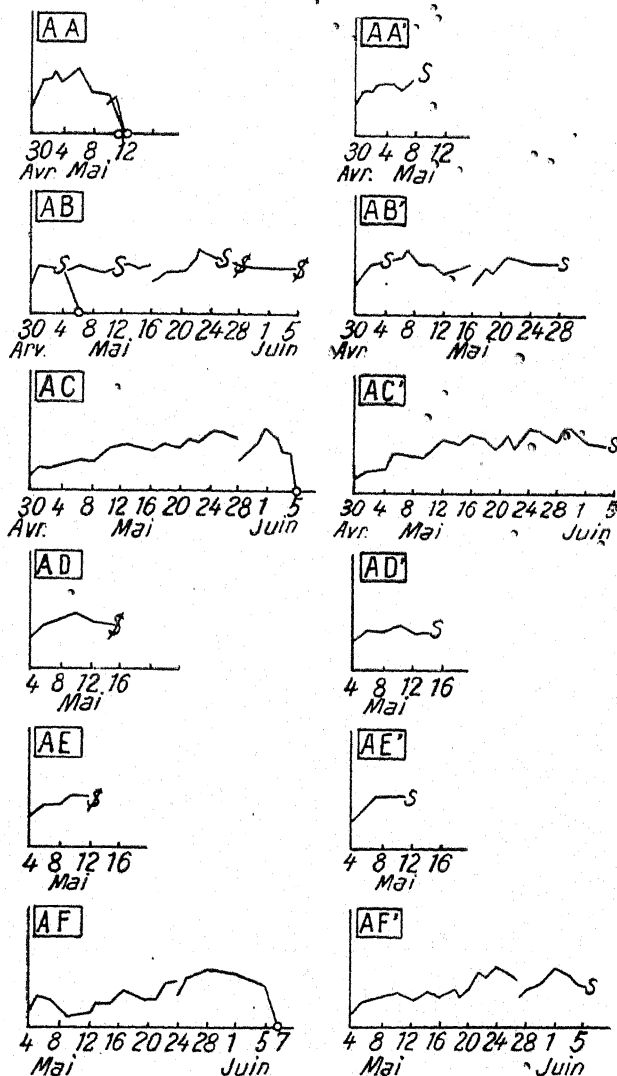 AA
S
30 4 8 12
Avr Mai
AA'
S
30 4 8 12
Avr. Mai
AB
S S S $ $
30 4 8 12 16 20 24 28 1 5
Arv. Mai Juin
AB'
S S
30 4 8 12 16 20 24 28
Avr. Mai
AC
30 4 8 12 16 20 24 28 1 5
Avr. Mai Juin
AC'
S
30 4 8 12 16 20 24 28 1 5
Avr. Mai Juin
AD
$
4 8 12 16
Mai
AD'
S
4 8 12 16
Mai
AE
$
4 8 12 16
Mai
AE'
S
4 8 12 16
Mai
AF
4 8 12 16 20 24 28 1 5 7
Mai Juin
AF'
S
4 8 12 16 20 24 28 1 5
Mai Juin